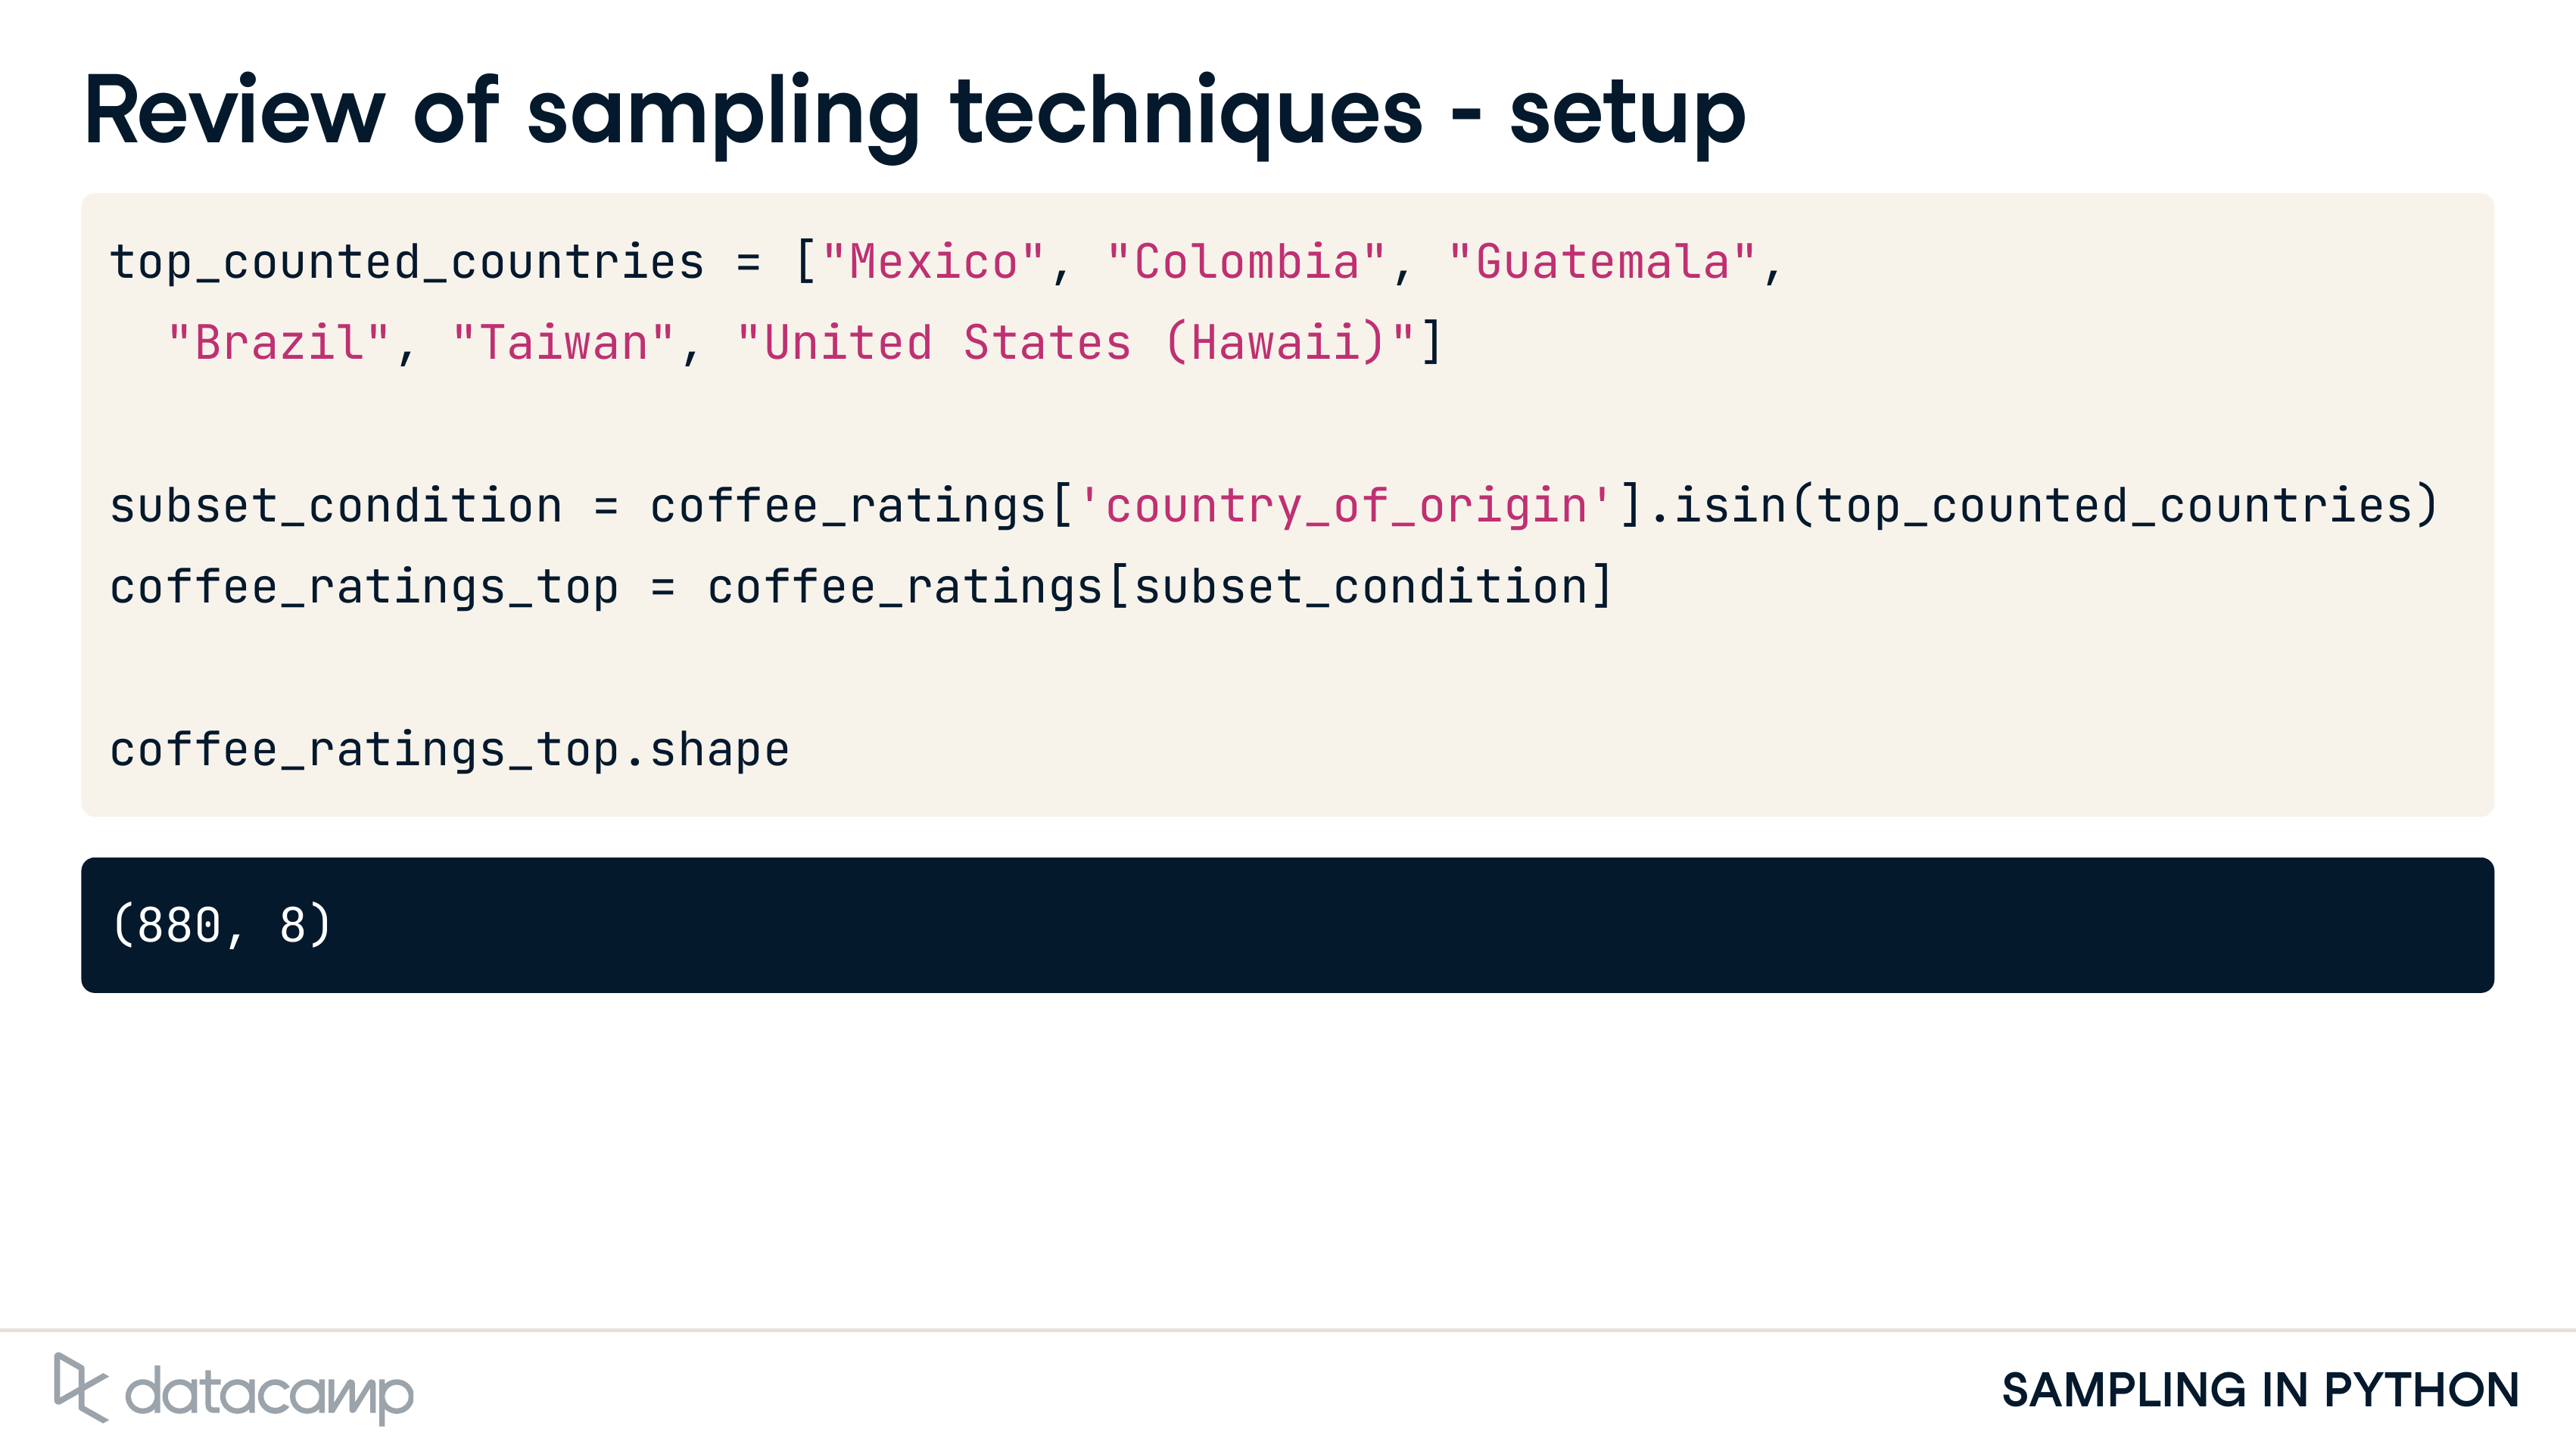 Review of sampling techniques - setup
top_counted_countries = ["Mexico", "Colombia", "Guatemala",
  "Brazil", "Taiwan", "United States (Hawaii)"]
subset_condition = coffee_ratings['country_of_origin'].isin(top_counted_countries)
coffee_ratings_top = coffee_ratings[subset_condition]
coffee_ratings_top.shape
(880, 8)
datacamp
SAMPLING IN PYTHON